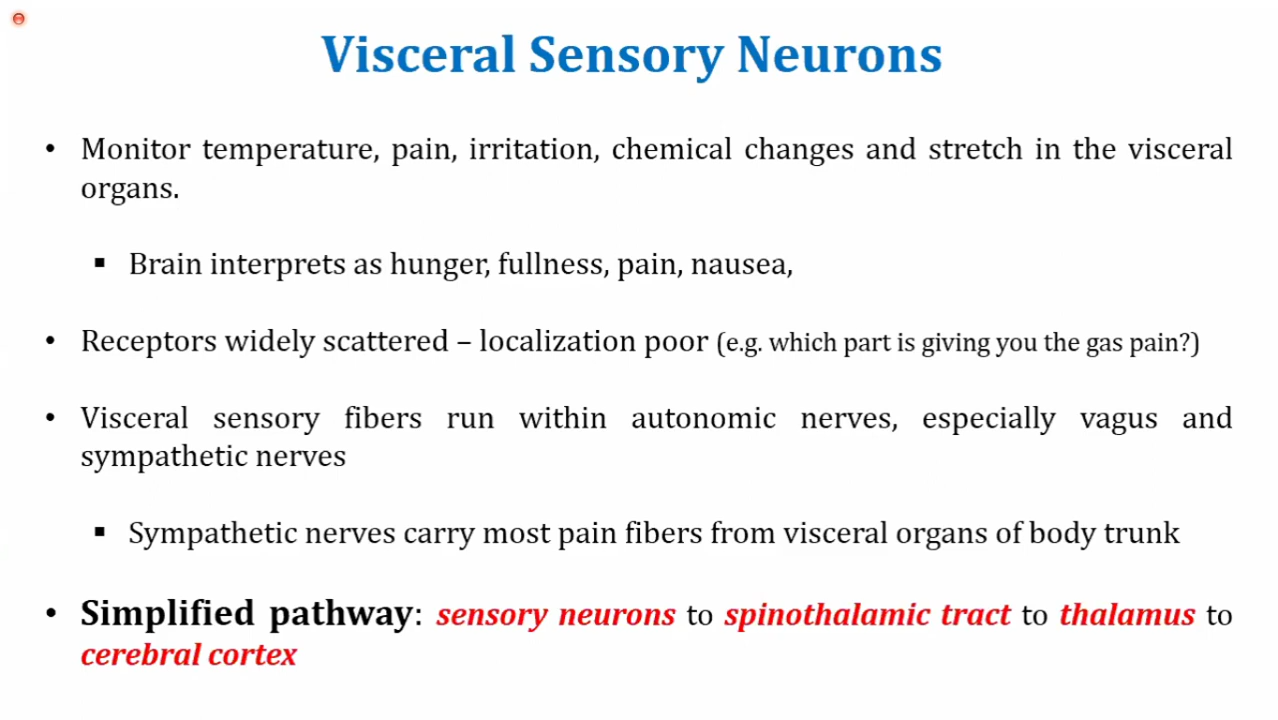 Visceral Sensory Neurons
• Monitor temperature, pain, irritation, chemical changes and stretch in the visceral
organs.
▪ Brain interprets as hunger, fullness, pain, nausea,
• Receptors widely scattered – localization poor (e.g. which part is giving you the gas pain?)
• Visceral sensory fibers run within autonomic nerves, especially vagus and
sympathetic nerves
▪ Sympathetic nerves carry most pain fibers from visceral organs of body trunk
• Simplified pathway: sensory neurons to spinothalamic tract to thalamus to
cerebral cortex